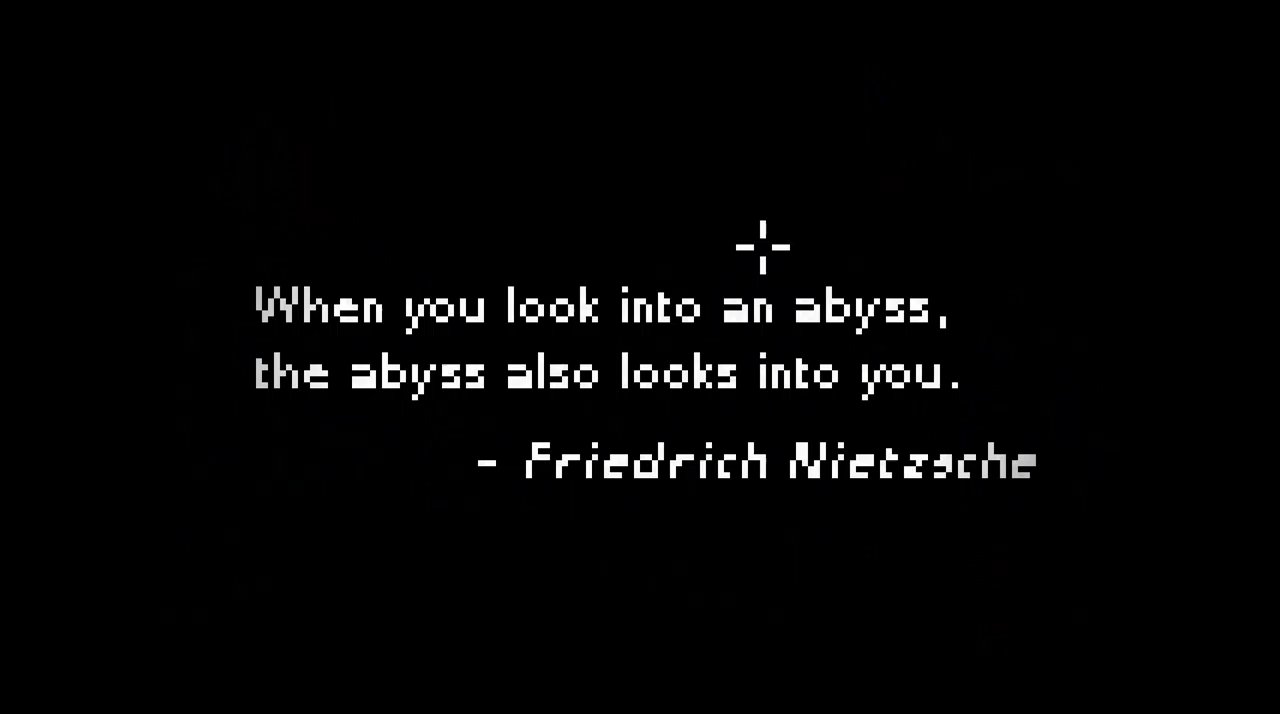 When you look into an abyss,
the abyss also looks into you.
- Friedrich Nietzsche